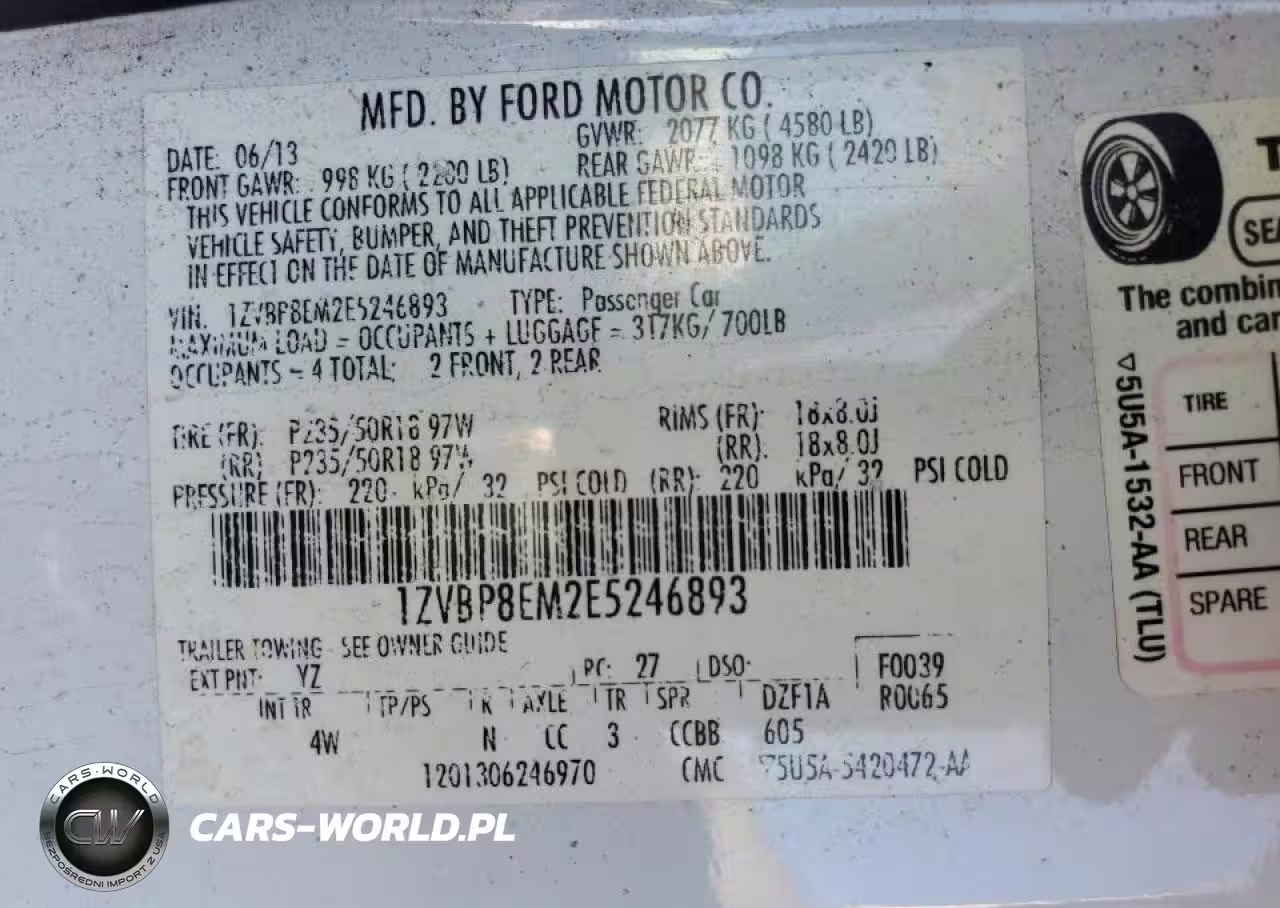 MFD. BY FORD MOTOR CO.
DATE: 06/13 GVWR: 2077 KG (4580 LB)
FRONT GAWR: 998 KG (2200 LB) REAR GAWR: 1098 KG (2420 LB)
THIS VEHICLE CONFORMS TO ALL APPLICABLE FEDERAL MOTOR
VEHICLE SAFETY, BUMPER, AND THEFT PREVENTION STANDARDS
IN EFFECT ON THE DATE OF MANUFACTURE SHOWN ABOVE.
VIN: 1ZVBP8EM2E5246893 TYPE: Passenger Car
MAXIMUM LOAD = OCCUPANTS + LUGGAGE = 317KG/700LB
OCCUPANTS = 4 TOTAL: 2 FRONT, 2 REAR
TIRE (FR): P235/50R18 97W RIMS (FR): 18x8.0J
(RR) P235/50R18 97W (RR): 18x8.0J
PRESSURE (FR): 220 kPa/ 32 PSI COLD (RR): 220 kPa/ 32 PSI COLD
1ZVBP8EM2E5246893
TRAILER TOWING - SEE OWNER GUIDE
EXT PNT: YZ PC: 27 DSO: F0039
INT TR TP/PS R AXLE TR SPR DZF1A R0065
4W N CC 3 CCBB 605
1201306246970 CMC 5U5A-5420472-AA
SEA
The combin
and car
TIRE
FRONT
REAR
SPARE
5U5A-1532-AA (TLU)
CARS-WORLD
CW
BEZPOŚREDNI IMPORT Z USA
CARS-WORLD.PL